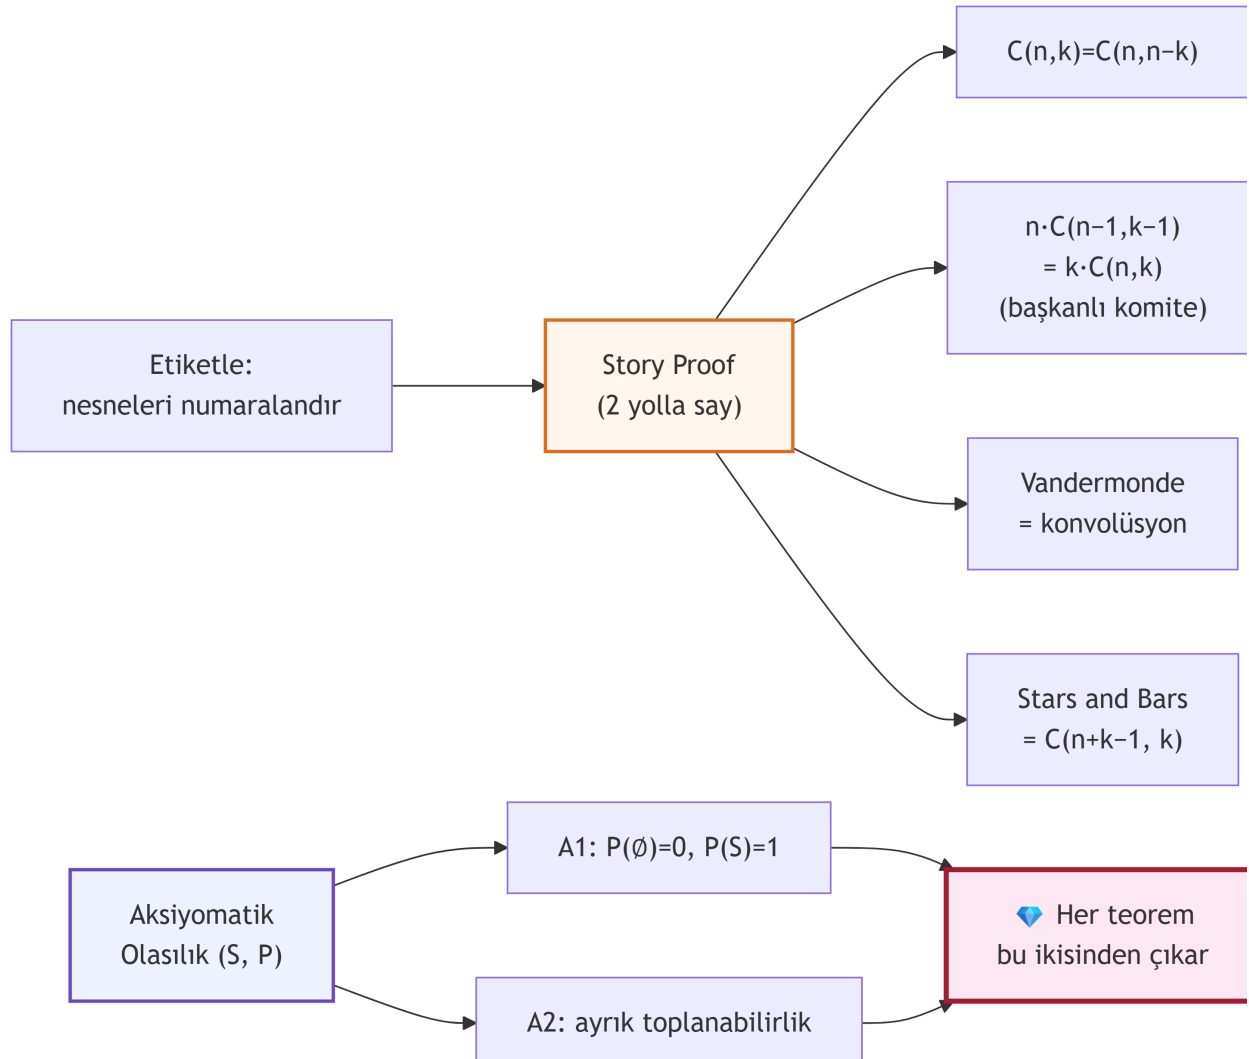 C(n,k)=C(n,n−k)
n·C(n−1,k−1)
= k·C(n,k)
(başkanlı komite)
Etiketle:
nesneleri numaralandır
Story Proof
(2 yolla say)
Vandermonde
= konvolüsyon
Stars and Bars
= C(n+k−1, k)
A1: P(∅)=0, P(S)=1
Aksiyomatik
Olasılık (S, P)
💎 Her teorem
bu ikisinden çıkar
A2: ayrık toplanabilirlik